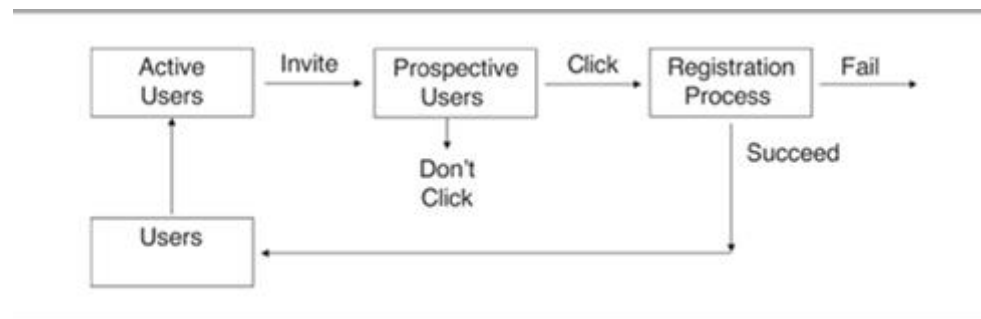 Active
Users
Invite
Prospective
Users
Click
Registration
Process
Fail
Don't
Click
Succeed
Users